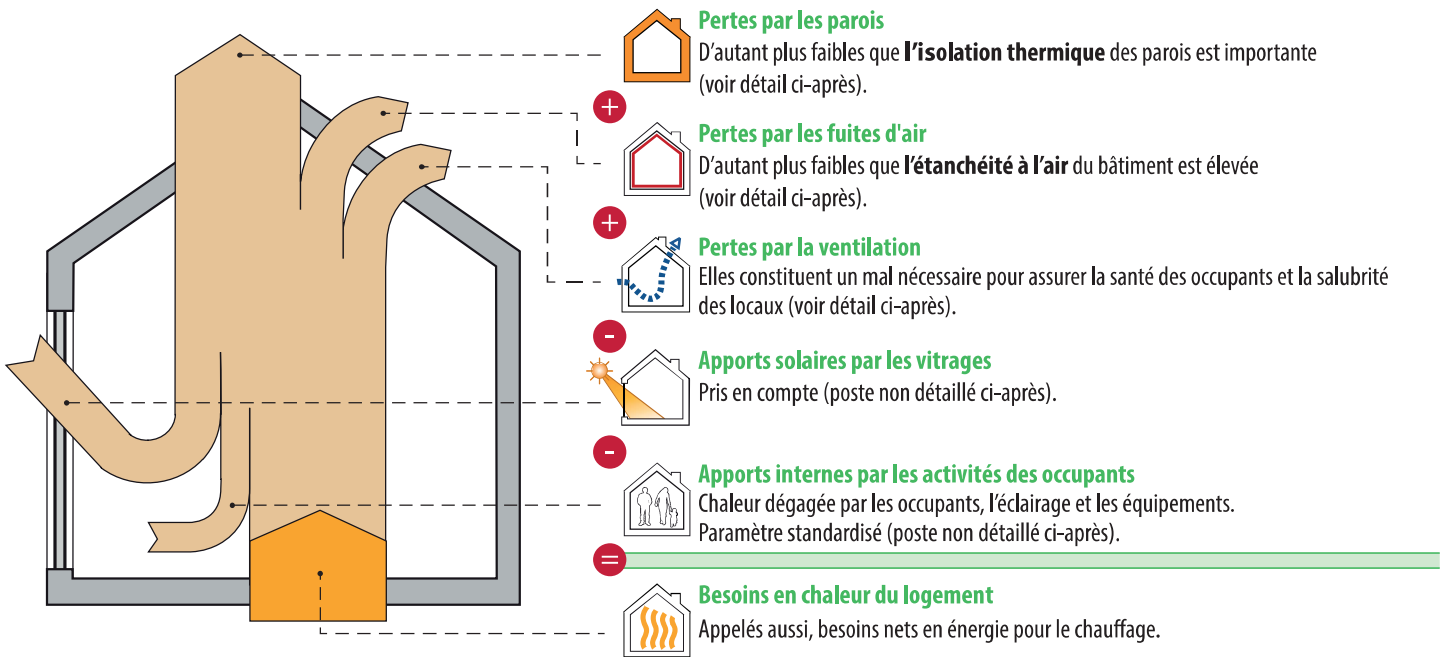 Pertes par les parois
D'autant plus faibles que l'isolation thermique des parois est importante
(voir détail ci-après).
+
Pertes par les fuites d'air
D'autant plus faibles que l'étanchéité à l'air du bâtiment est élevée
(voir détail ci-après).
+
Pertes par la ventilation
Elles constituent un mal nécessaire pour assurer la santé des occupants et la salubrité
des locaux (voir détail ci-après).
-
Apports solaires par les vitrages
Pris en compte (poste non détaillé ci-après).
-
Apports internes par les activités des occupants
Chaleur dégagée par les occupants, l'éclairage et les équipements.
Paramètre standardisé (poste non détaillé ci-après).
=
Besoins en chaleur du logement
Appelés aussi, besoins nets en énergie pour le chauffage.